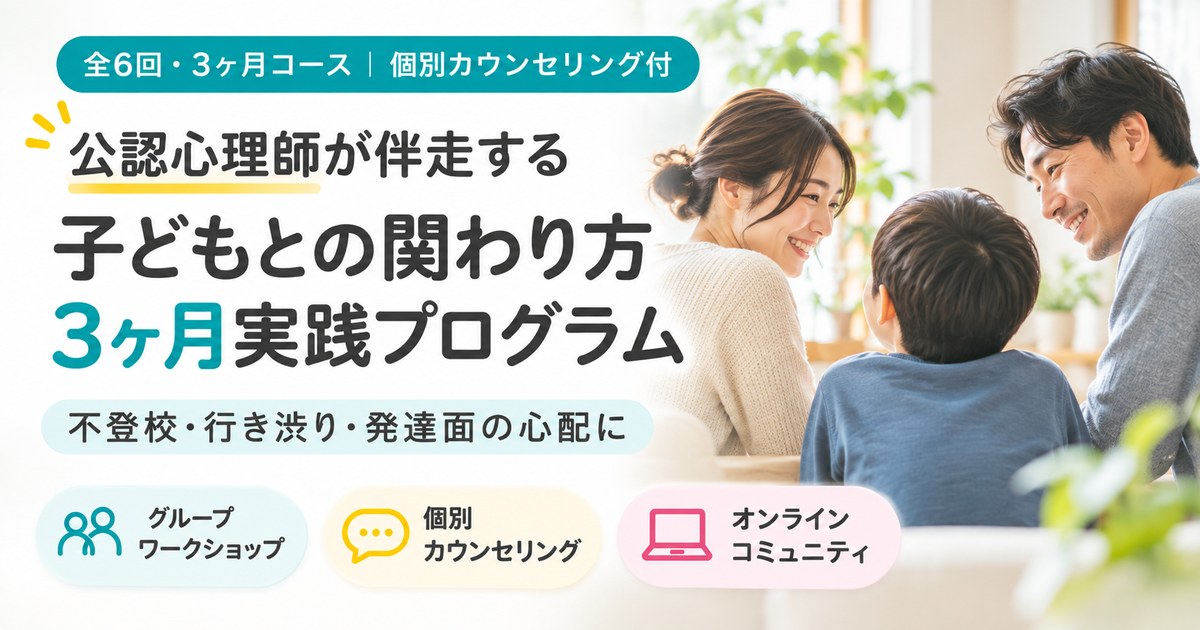 全6回・3ヶ月コース｜個別カウンセリング付
公認心理師が伴走する
子どもとの関わり方
3ヶ月実践プログラム
不登校・行き渋り・発達面の心配に
グループ
ワークショップ
個別
カウンセリング
オンライン
コミュニティ